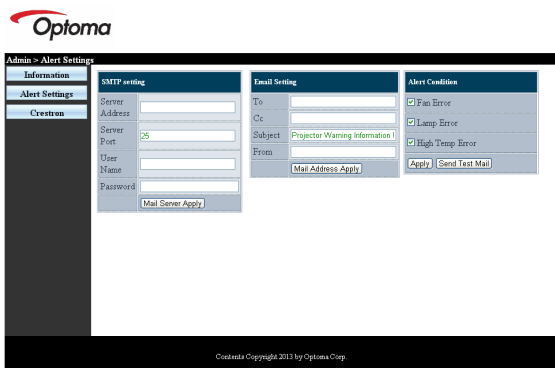 Optoma
Admin > Alert Settings
Information
Alert Settings
Crestron
SMTP setting
Server Address
Server Port
25
User Name
Password
Mail Server Apply
Email Setting
To
Cc
Subject
Projector Warning Information !
From
Mail Address Apply
Alert Condition
Fan Error
Lamp Error
High Temp Error
Apply
Send Test Mail
Contents Copyright 2013 by Optoma Corp.